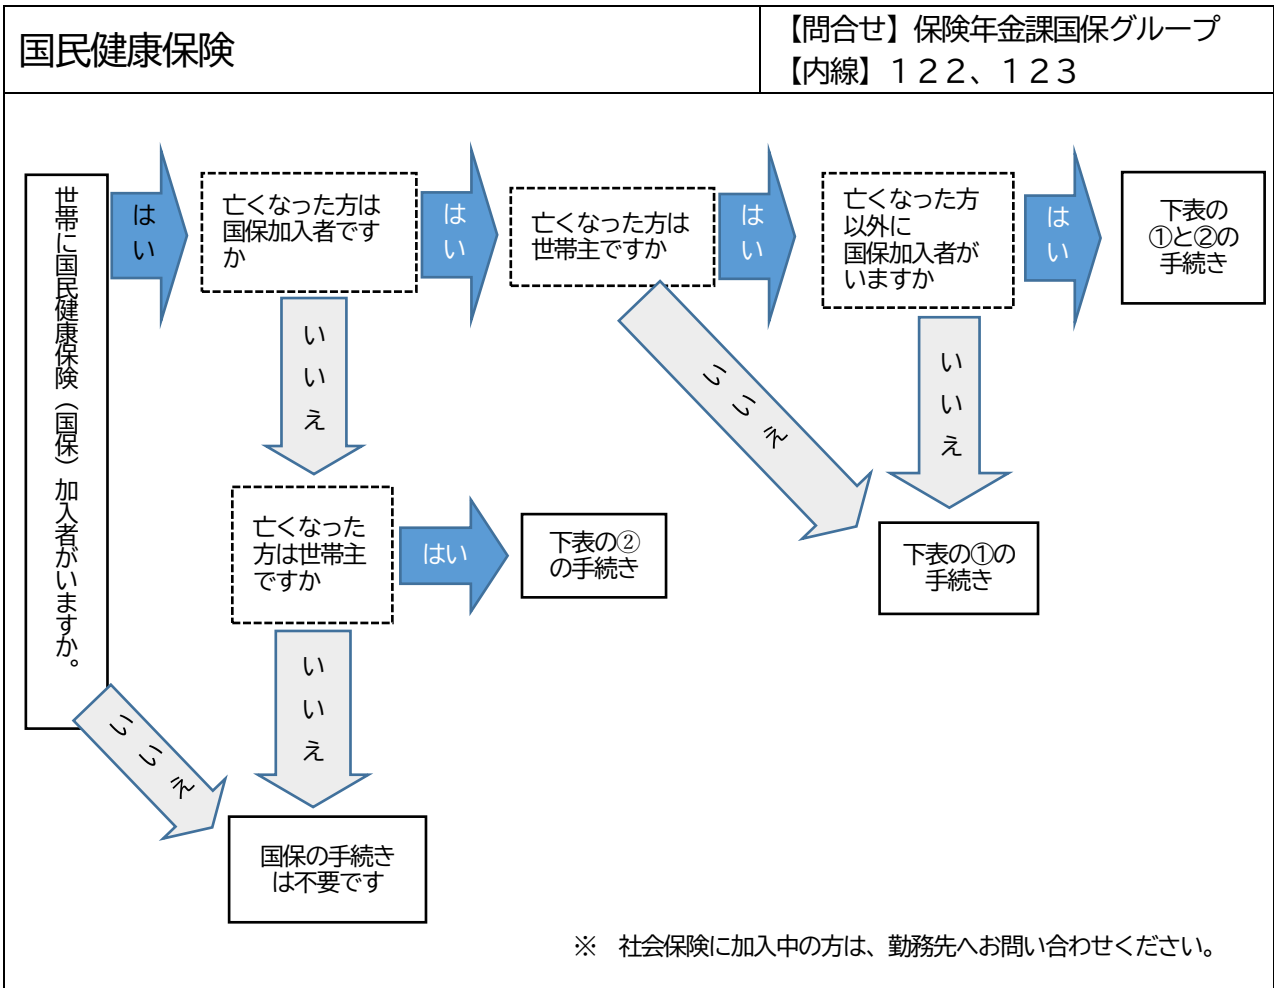 国民健康保険
【問合せ】保険年金課国保グループ
【内線】１２２、１２３
世帯に国民健康保険（国保）加入者がいますか。
はい
亡くなった方は
国保加入者です
か
はい
亡くなった方は
世帯主ですか
はい
亡くなった方
以外に
国保加入者が
いますか
はい
下表の
①と②の
手続き
いいえ
いいえ
いいえ
亡くなった
方は世帯主
ですか
はい
下表の②
の手続き
下表の①の
手続き
いいえ
いいえ
国保の手続き
は不要です
※　社会保険に加入中の方は、勤務先へお問い合わせください。